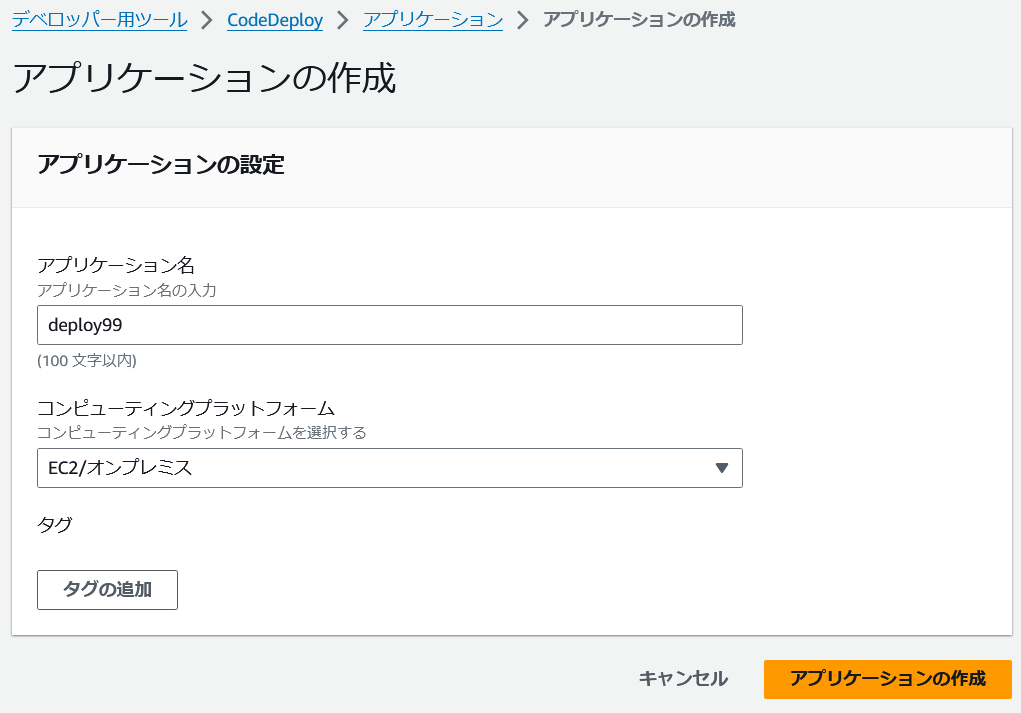 デベロッパー用ツール > CodeDeploy > アプリケーション > アプリケーションの作成
アプリケーションの作成
アプリケーションの設定
アプリケーション名
アプリケーション名の入力
deploy99
(100 文字以内)
コンピューティングプラットフォーム
コンピューティングプラットフォームを選択する
EC2/オンプレミス
タグ
タグの追加
キャンセル アプリケーションの作成